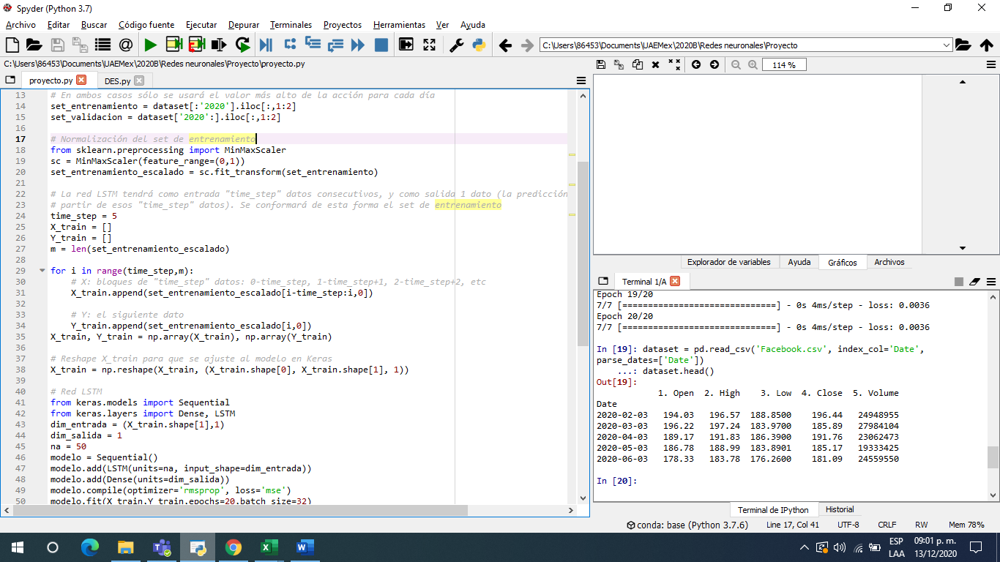 Spyder (Python 3.7)
Archivo Editar Buscar Código fuente Ejecutar Depurar Terminales Proyectos Herramientas Ver Ayuda
C:\Users\86453\Documents\UAEMex\2020B\Redes neuronales\Proyecto
C:\Users\86453\Documents\UAEMex\2020B\Redes neuronales\Proyecto\proyecto.py
proyecto.py DES.py
13 # En ambos casos sólo se usará el valor más alto de la acción para cada día
14 set_entrenamiento = dataset[:'2020'].iloc[:,1:2]
15 set_validacion = dataset['2020':].iloc[:,1:2]
16
17 # Normalización del set de entrenamiento
18 from sklearn.preprocessing import MinMaxScaler
19 sc = MinMaxScaler(feature_range=(0,1))
20 set_entrenamiento_escalado = sc.fit_transform(set_entrenamiento)
21
22 # La red LSTM tendrá como entrada "time_step" datos consecutivos, y como salida 1 dato (la predicción
23 # partir de esos "time_step" datos). Se conformará de esta forma el set de entrenamiento
24 time_step = 5
25 X_train = []
26 Y_train = []
27 m = len(set_entrenamiento_escalado)
28
29 for i in range(time_step,m):
30 # X: bloques de "time_step" datos: 0-time_step, 1-time_step+1, 2-time_step+2, etc
31 X_train.append(set_entrenamiento_escalado[i-time_step:i,0])
32
33 # Y: el siguiente dato
34 Y_train.append(set_entrenamiento_escalado[i,0])
35 X_train, Y_train = np.array(X_train), np.array(Y_train)
36
37 # Reshape X_train para que se ajuste al modelo en Keras
38 X_train = np.reshape(X_train, (X_train.shape[0], X_train.shape[1], 1))
39
40 # Red LSTM
41 from keras.models import Sequential
42 from keras.layers import Dense, LSTM
43 dim_entrada = (X_train.shape[1],1)
44 dim_salida = 1
45 na = 50
46 modelo = Sequential()
47 modelo.add(LSTM(units=na, input_shape=dim_entrada))
48 modelo.add(Dense(units=dim_salida))
49 modelo.compile(optimizer='rmsprop', loss='mse')
50 modelo.fit(X_train,Y_train,epochs=20,batch_size=32)
114 %
Explorador de variables Ayuda Gráficos Archivos
Terminal 1/A
Epoch 19/20
7/7 [==============================] - 0s 4ms/step - loss: 0.0036
Epoch 20/20
7/7 [==============================] - 0s 4ms/step - loss: 0.0036
In [19]: dataset = pd.read_csv('Facebook.csv', index_col='Date',
parse_dates=['Date'])
...: dataset.head()
Out[19]:
1. Open 2. High 3. Low 4. Close 5. Volume
Date
2020-02-03 194.03 196.57 188.8500 196.44 24948955
2020-03-03 196.22 197.24 183.9700 185.89 27984104
2020-04-03 189.17 191.83 186.3900 191.76 23062473
2020-05-03 186.78 188.99 183.8901 185.17 19333425
2020-06-03 178.33 183.78 176.2600 181.09 24559550
In [20]:
Terminal de IPython Historial
conda: base (Python 3.7.6) Line 17, Col 41 UTF-8 CRLF RW Mem 78%
ESP 09:01 p. m.
LAA 13/12/2020